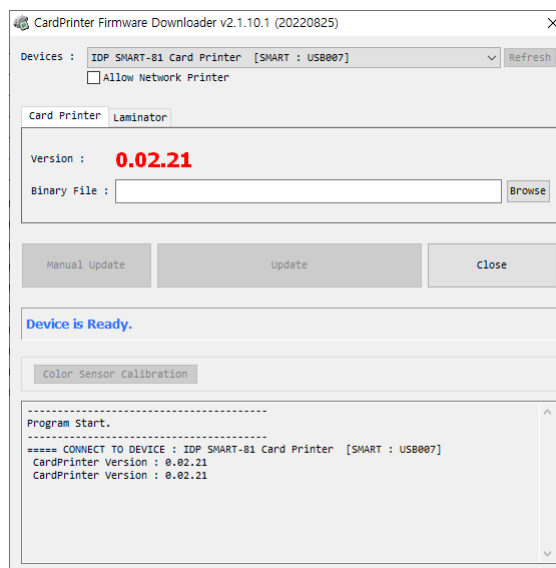 CardPrinter Firmware Downloader v2.1.10.1 (20220825)
Devices : IDP SMART-81 Card Printer [SMART : USB007] Refresh
Allow Network Printer
Card Printer Laminator
Version : 0.02.21
Binary File : Browse
Manual Update Update Close
Device is Ready.
Color Sensor Calibration
----------------------------------------
Program Start.
----------------------------------------
===== CONNECT TO DEVICE : IDP SMART-81 Card Printer [SMART : USB007]
CardPrinter Version : 0.02.21
CardPrinter Version : 0.02.21